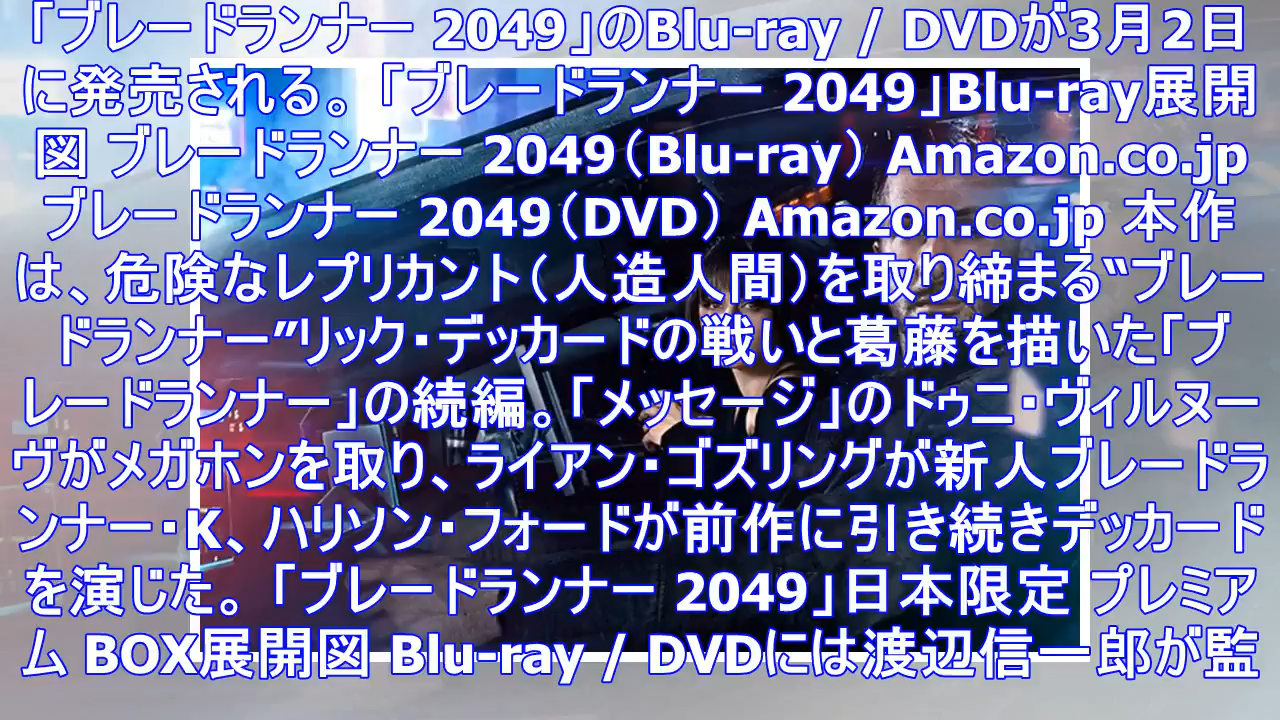 「ブレードランナー 2049」のBlu-ray / DVDが3月2日
に発売される。「ブレードランナー 2049」Blu-ray展開
図 ブレードランナー 2049（Blu-ray） Amazon.co.jp
ブレードランナー 2049（DVD） Amazon.co.jp 本作
は、危険なレプリカント（人造人間）を取り締まる“ブレー
ドランナー”リック・デッカードの戦いと葛藤を描いた「ブ
レードランナー」の続編。「メッセージ」のドゥニ・ヴィルヌー
ヴがメガホンを取り、ライアン・ゴズリングが新人ブレードラ
ンナー・K、ハリソン・フォードが前作に引き続きデッカード
を演じた。「ブレードランナー 2049」日本限定 プレミア
ム BOX展開図 Blu-ray / DVDには渡辺信一郎が監